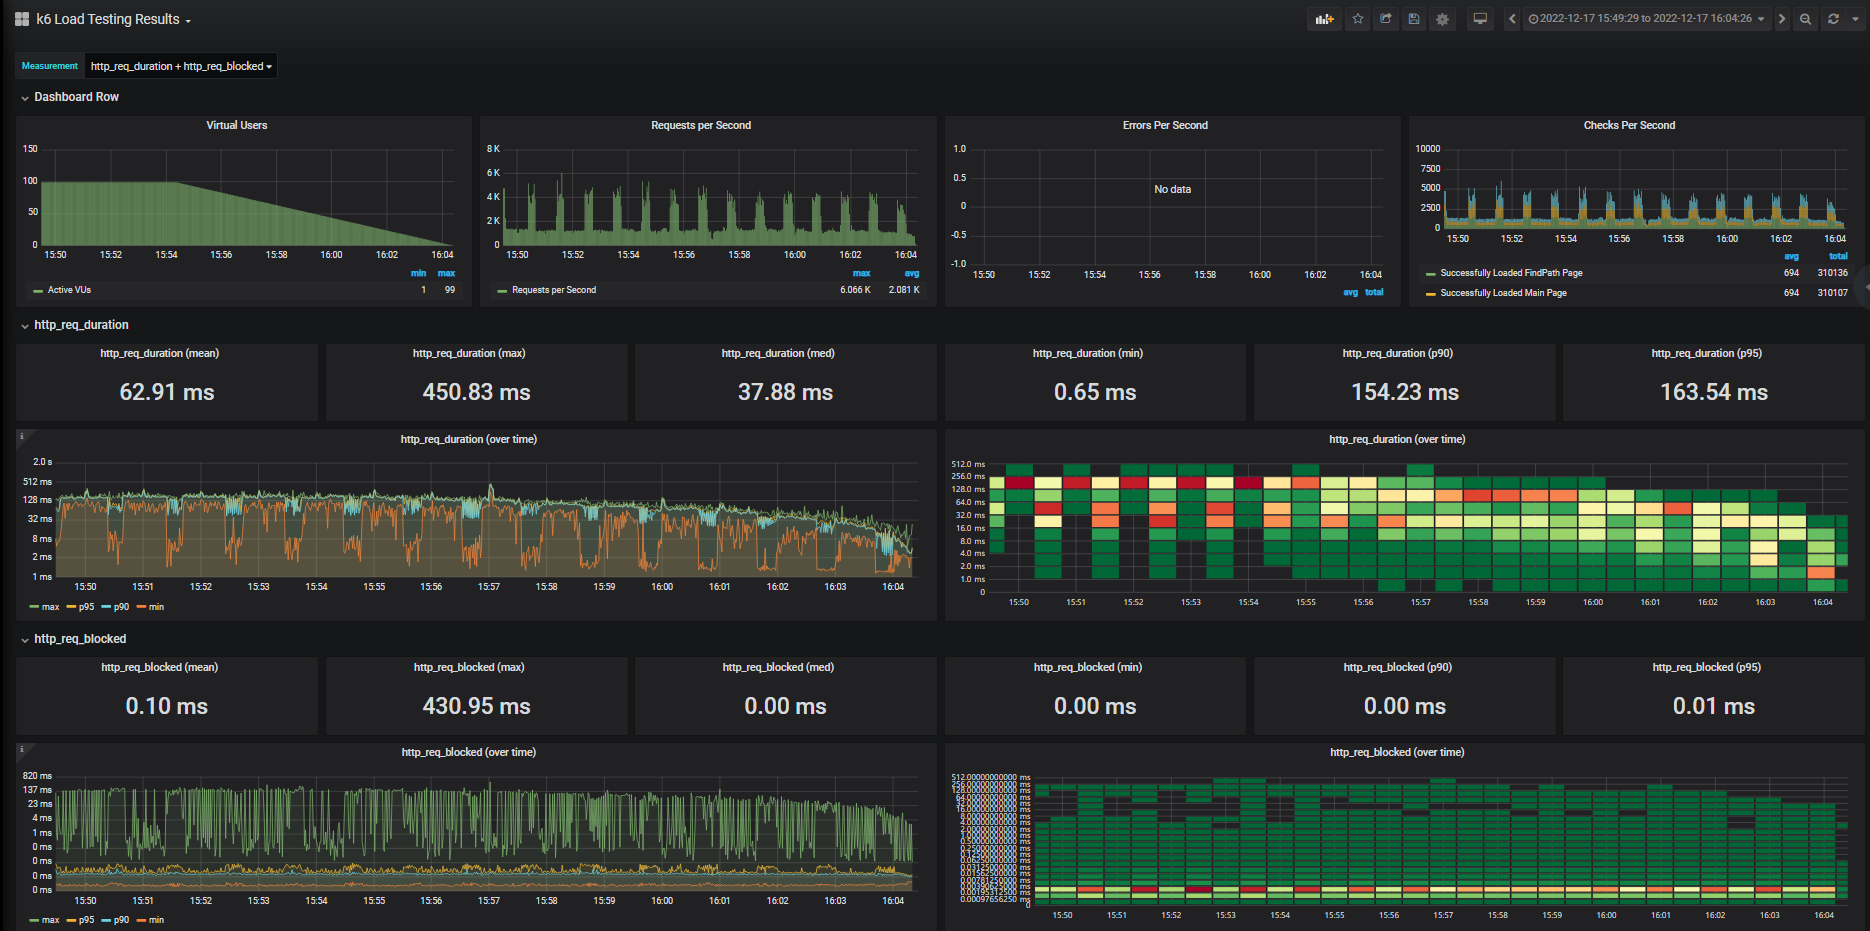 k6 Load Testing Results
2022-12-17 15:49:29 to 2022-12-17 16:04:26
Measurement http_req_duration + http_req_blocked
Dashboard Row
Virtual Users
150
100
50
0
15:50 15:52 15:54 15:56 15:58 16:00 16:02 16:04
min max
Active VUs 1 99
Requests per Second
8 K
6 K
4 K
2 K
0
15:50 15:52 15:54 15:56 15:58 16:00 16:02 16:04
max avg
Requests per Second 6.066 K 2.081 K
Errors Per Second
1.0
0.5
0
-0.5
-1.0
No data
15:50 15:52 15:54 15:56 15:58 16:00 16:02 16:04
avg total
Checks Per Second
10000
7500
5000
2500
0
15:50 15:52 15:54 15:56 15:58 16:00 16:02 16:04
avg total
Successfully Loaded FindPath Page 694 310136
Successfully Loaded Main Page 694 310107
http_req_duration
http_req_duration (mean)
62.91 ms
http_req_duration (max)
450.83 ms
http_req_duration (med)
37.88 ms
http_req_duration (min)
0.65 ms
http_req_duration (p90)
154.23 ms
http_req_duration (p95)
163.54 ms
http_req_duration (over time)
2.0 s
512 ms
128 ms
32 ms
8 ms
2 ms
1 ms
15:50 15:51 15:52 15:53 15:54 15:55 15:56 15:57 15:58 15:59 16:00 16:01 16:02 16:03 16:04
max p95 p90 min
http_req_duration (over time)
512.0 ms
256.0 ms
128.0 ms
64.0 ms
32.0 ms
16.0 ms
8.0 ms
4.0 ms
2.0 ms
1.0 ms
0
15:50 15:51 15:52 15:53 15:54 15:55 15:56 15:57 15:58 15:59 16:00 16:01 16:02 16:03 16:04
http_req_blocked
http_req_blocked (mean)
0.10 ms
http_req_blocked (max)
430.95 ms
http_req_blocked (med)
0.00 ms
http_req_blocked (min)
0.00 ms
http_req_blocked (p90)
0.00 ms
http_req_blocked (p95)
0.01 ms
http_req_blocked (over time)
820 ms
137 ms
23 ms
4 ms
1 ms
0 ms
0 ms
0 ms
0 ms
15:50 15:51 15:52 15:53 15:54 15:55 15:56 15:57 15:58 15:59 16:00 16:01 16:02 16:03 16:04
max p95 p90 min
http_req_blocked (over time)
512.00000000000 ms
0.00097656250 ms
0
15:50 15:51 15:52 15:53 15:54 15:55 15:56 15:57 15:58 15:59 16:00 16:01 16:02 16:03 16:04